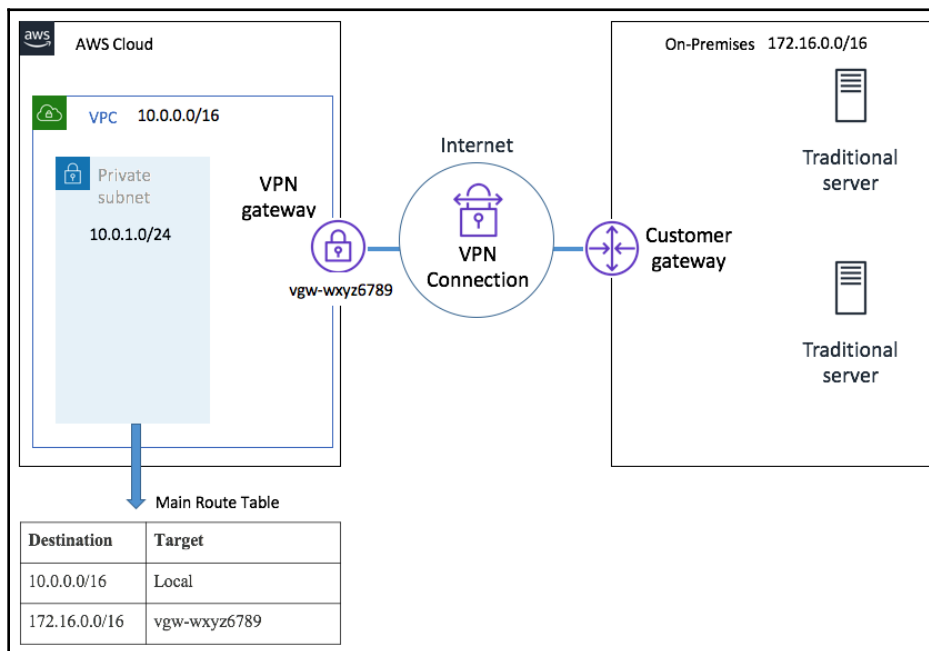 aws
AWS Cloud
VPC 10.0.0.0/16
Private
subnet
10.0.1.0/24
VPN
gateway
vgw-wxyz6789
Internet
VPN
Connection
Customer
gateway
On-Premises 172.16.0.0/16
Traditional
server
Traditional
server
Main Route Table
Destination Target
10.0.0.0/16 Local
172.16.0.0/16 vgw-wxyz6789